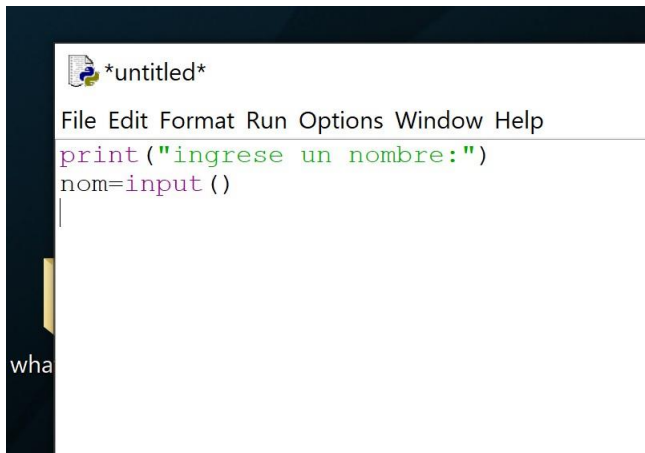 *untitled*
File Edit Format Run Options Window Help
print("ingrese un nombre:")
nom=input()
wha